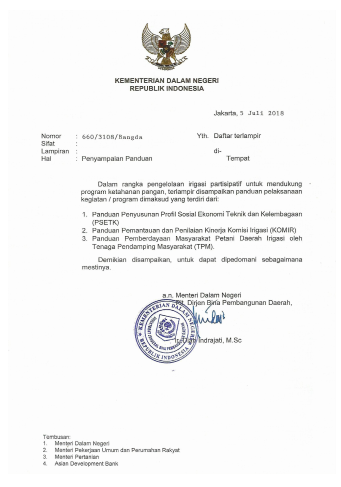 KEMENTERIAN DALAM NEGERI
REPUBLIK INDONESIA
Jakarta, 5 Juli 2018
Nomor : 660/3108/Bangda
Yth. Daftar terlampir
Sifat :
Lampiran : di-
Hal : Penyampaian Panduan Tempat
Dalam rangka pengelolaan irigasi partisipatif untuk mendukung
program ketahanan pangan, terlampir disampaikan panduan pelaksanaan
kegiatan / program dimaksud yang terdiri dari:
1. Panduan Penyusunan Profil Sosial Ekonomi Teknik dan Kelembagaan
(PSETK)
2. Panduan Pemantauan dan Penilaian Kinerja Komisi Irigasi (KOMIR)
3. Panduan Pemberdayaan Masyarakat Petani Daerah Irigasi oleh
Tenaga Pendamping Masyarakat (TPM).
Demikian disampaikan, untuk dapat dipedomani sebagaimana
mestinya.
a.n. Menteri Dalam Negeri
Plt. Dirjen Bina Pembangunan Daerah,
KEMENTERIAN DALAM NEGERI
REPUBLIK INDONESIA
Indrajati, M.Sc
Tembusan:
1. Menteri Dalam Negeri
2. Menteri Pekerjaan Umum dan Perumahan Rakyat
3. Menteri Pertanian
4. Asian Development Bank